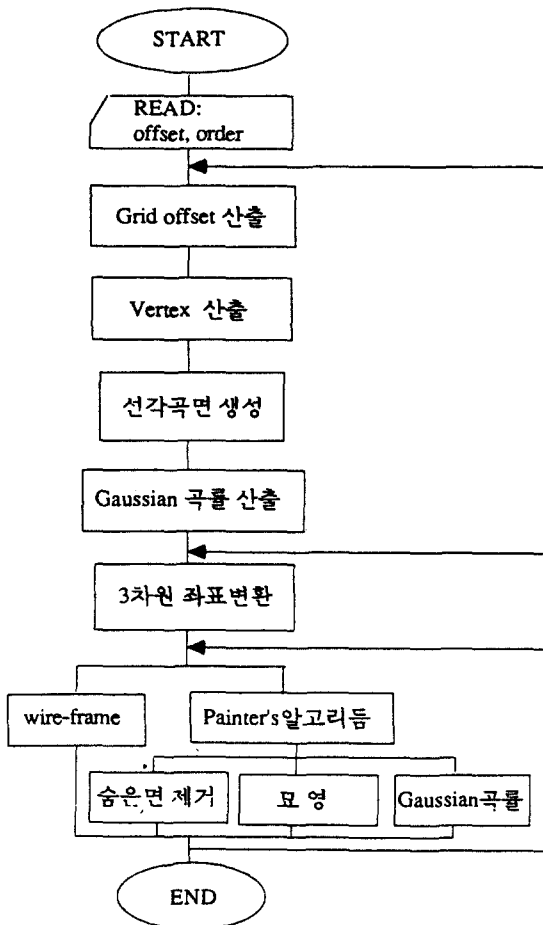 START
READ:
offset, order
Grid offset 산출
Vertex 산출
선각곡면 생성
Gaussian 곡률 산출
3차원 좌표변환
wire-frame
Painter's알고리듬
숨은면 제거
묘 영
Gaussian곡률
END